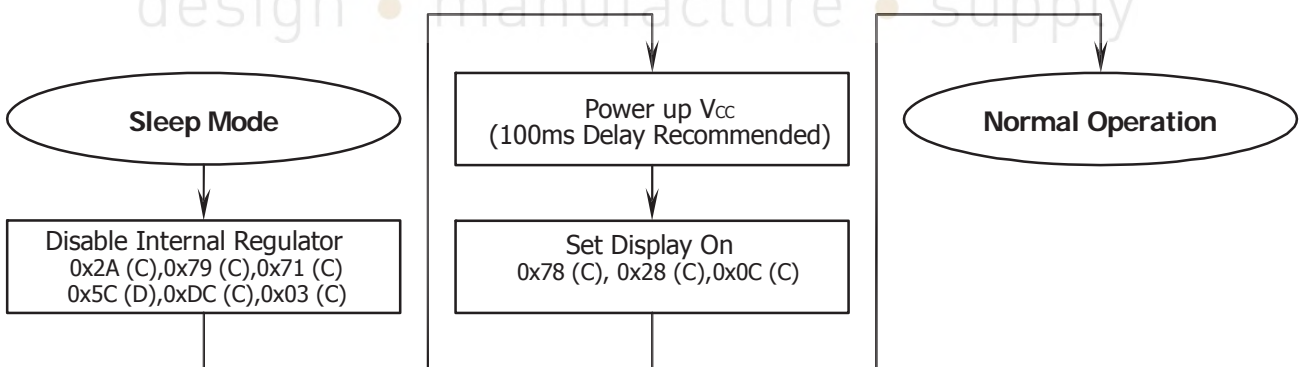 design • manufacture • supply
Sleep Mode
Disable Internal Regulator
0x2A (C),0x79 (C),0x71 (C)
0x5C (D),0xDC (C),0x03 (C)
Power up Vcc
(100ms Delay Recommended)
Set Display On
0x78 (C), 0x28 (C),0x0C (C)
Normal Operation